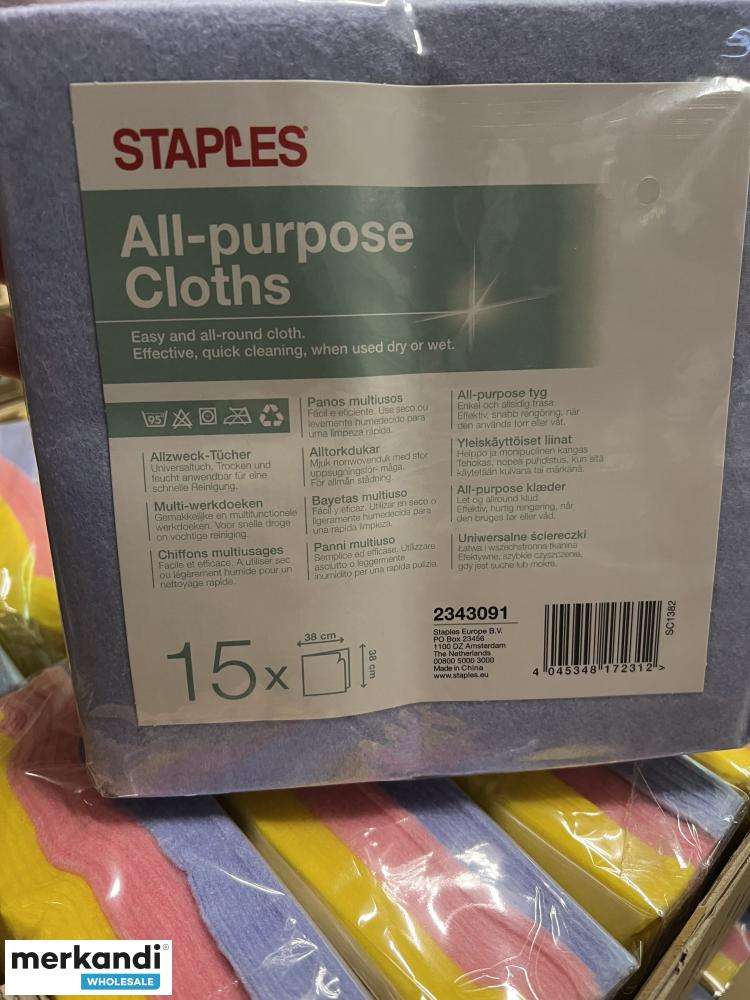 STAPLES
All-purpose
Cloths
Easy and all-round cloth.
Effective, quick cleaning, when used dry or wet.
95
Allzweck-Tücher
Universaltuch, Trocken und
feucht anwendbar für eine
schnelle Reinigung.
Multi-werkdoeken
Gemakkelijke en multifunctionele
werkdoeken. Voor snelle droge
en vochtige reiniging.
Chiffons multiusages
Facile et efficace. A utiliser sec
ou légèrement humide pour un
nettoyage rapide.
Panos multiusos
Fácil e eficiente. Use seco ou
levemente humedecido para
uma limpeza rápida.
Alltorkdukar
Mjuk nonwovenduk med stor
uppsugningsför-måga.
För allmän städning.
Bayetas multiuso
Fácil y eficaz. Utilizar en seco o
ligeramente humedecida para
una rapida limpieza.
Panni multiuso
Semplice ed efficace. Utilizzare
asciutto o leggermente
inumidito per una rapida pulizia.
All-purpose tyg
Enkel och allsidig trasa.
Effektiv, snabb rengöring, när
den används torr eller våt.
Yleiskäyttöiset liinat
Helppo ja monipuolinen kangas
Tehokas, nopea puhdistus, kun sitä
käytetään kuivana tai märkänä.
All-purpose klæder
Let og allround klud.
Effektiv, hurtig rengøring, når
den bruges tør eller våd.
Uniwersalne ściereczki
Łatwa i wszechstronna tkanina
Efektywne, szybkie czyszczenie,
gdy jest suche lub mokre.
15x
38 cm
38 cm
2343091
Staples Europe B.V.
PO Box 23456
1100 DZ Amsterdam
The Netherlands
00800 5000 3000
Made in China
www.staples.eu
4 045348 172312 >
SC1382
merkandi®
WHOLESALE